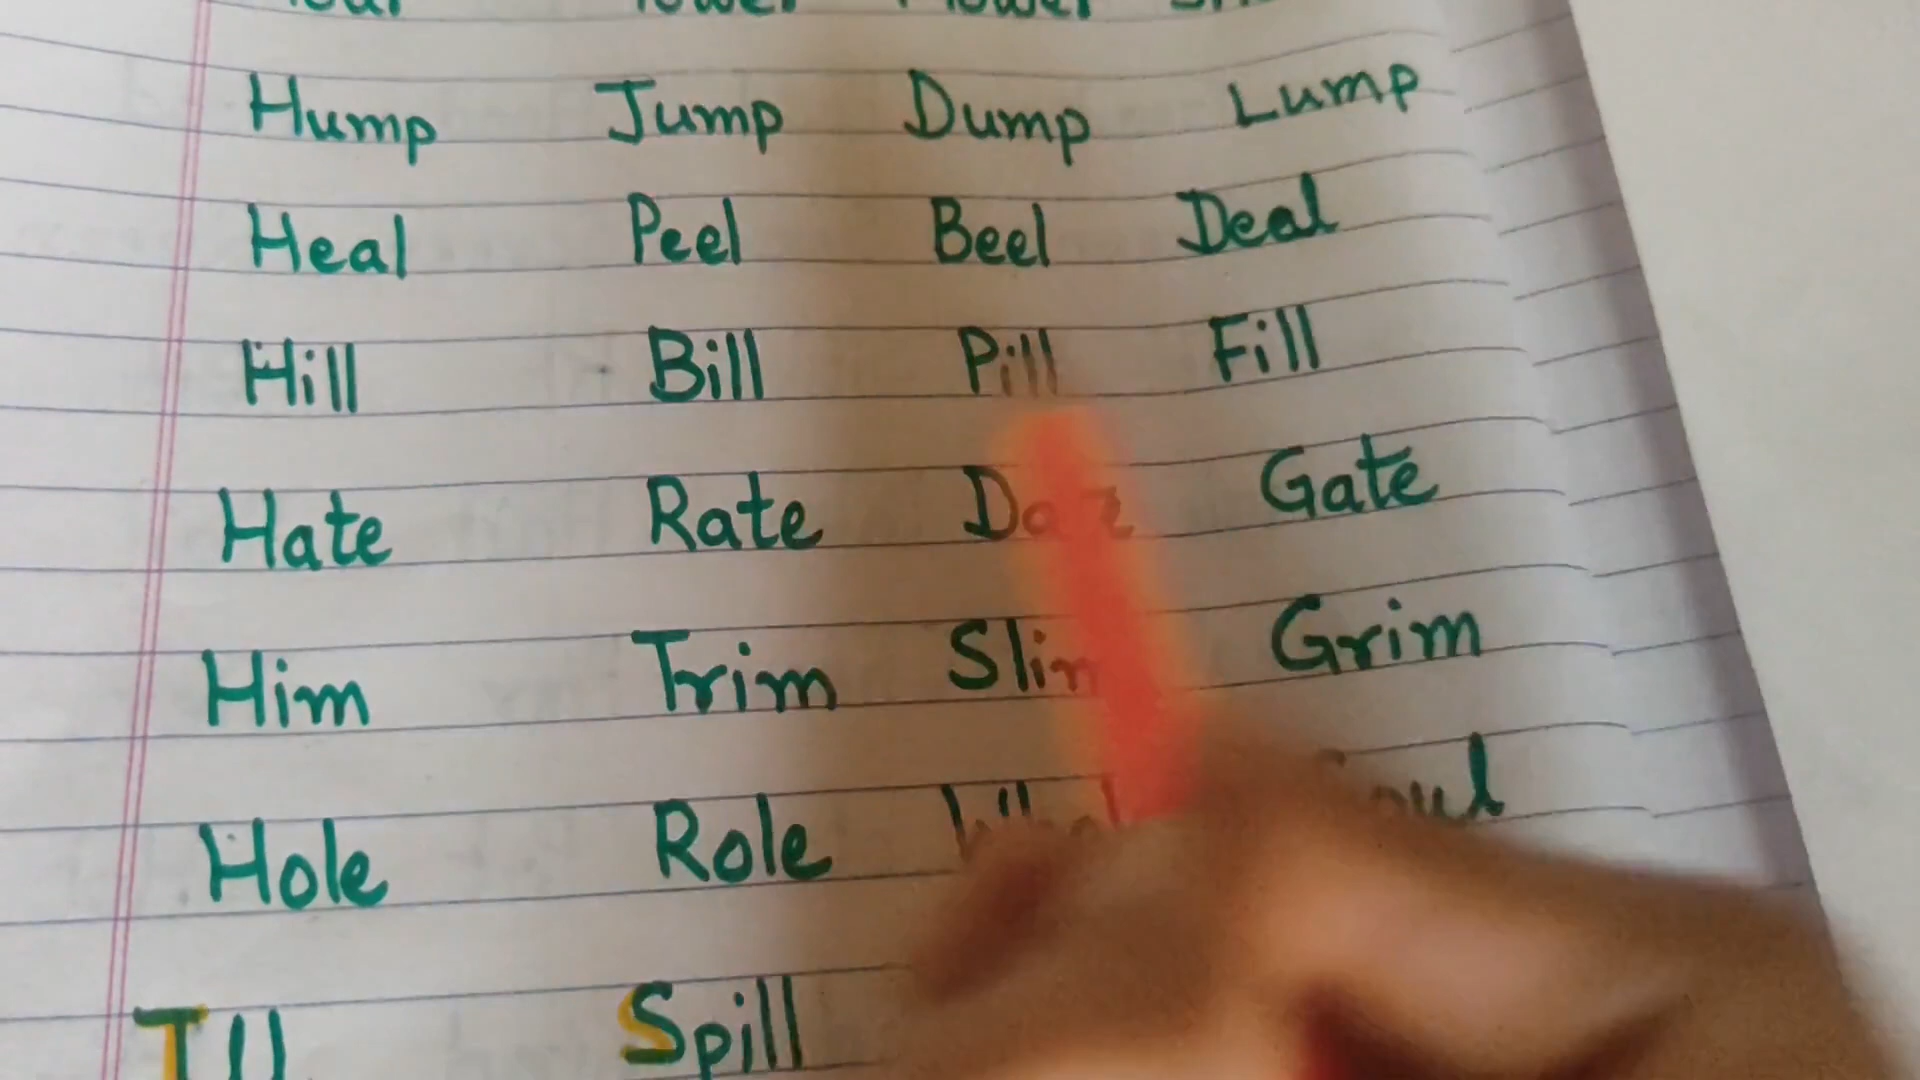 Hump Jump Dump Lump
Heal Peel Beel Deal
Hill Bill Pill Fill
Hate Rate Gate
Him Trim Grim
Hole Role
Spill